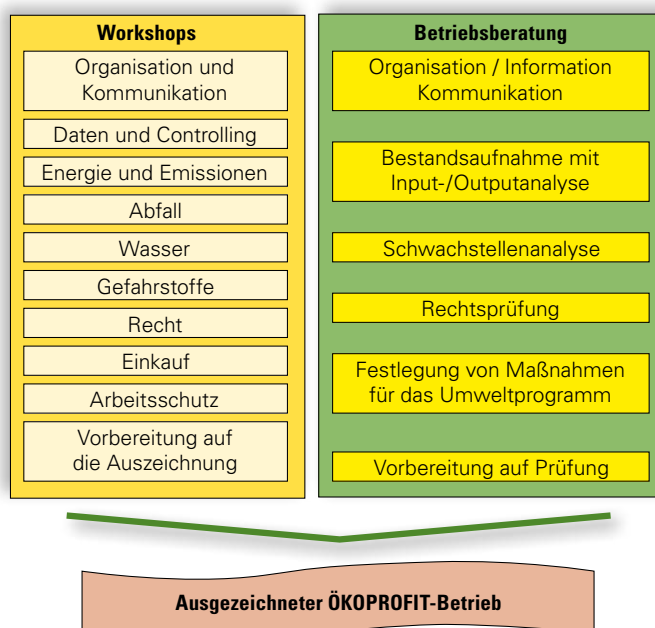 Workshops
Organisation und
Kommunikation
Daten und Controlling
Energie und Emissionen
Abfall
Wasser
Gefahrstoffe
Recht
Einkauf
Arbeitsschutz
Vorbereitung auf
die Auszeichnung
Betriebsberatung
Organisation / Information
Kommunikation
Bestandsaufnahme mit
Input-/Outputanalyse
Schwachstellenanalyse
Rechtsprüfung
Festlegung von Maßnahmen
für das Umweltprogramm
Vorbereitung auf Prüfung
Ausgezeichneter ÖKOPROFIT-Betrieb